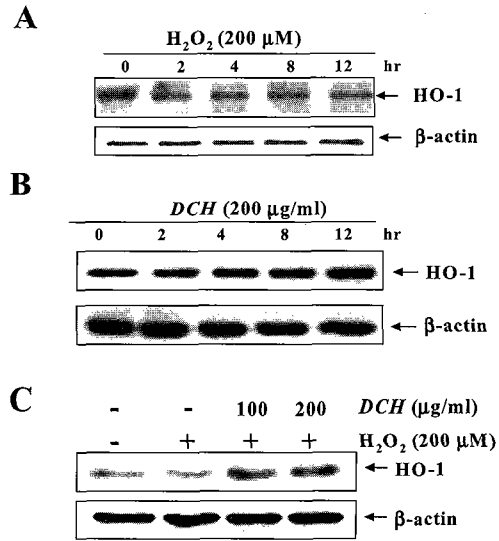 A
H2O2 (200 μM)
0 2 4 8 12 hr
HO-1
β-actin
B
DCH (200 μg/ml)
0 2 4 8 12 hr
HO-1
β-actin
C
- - 100 200 DCH (μg/ml)
- + + + H2O2 (200 μM)
HO-1
β-actin